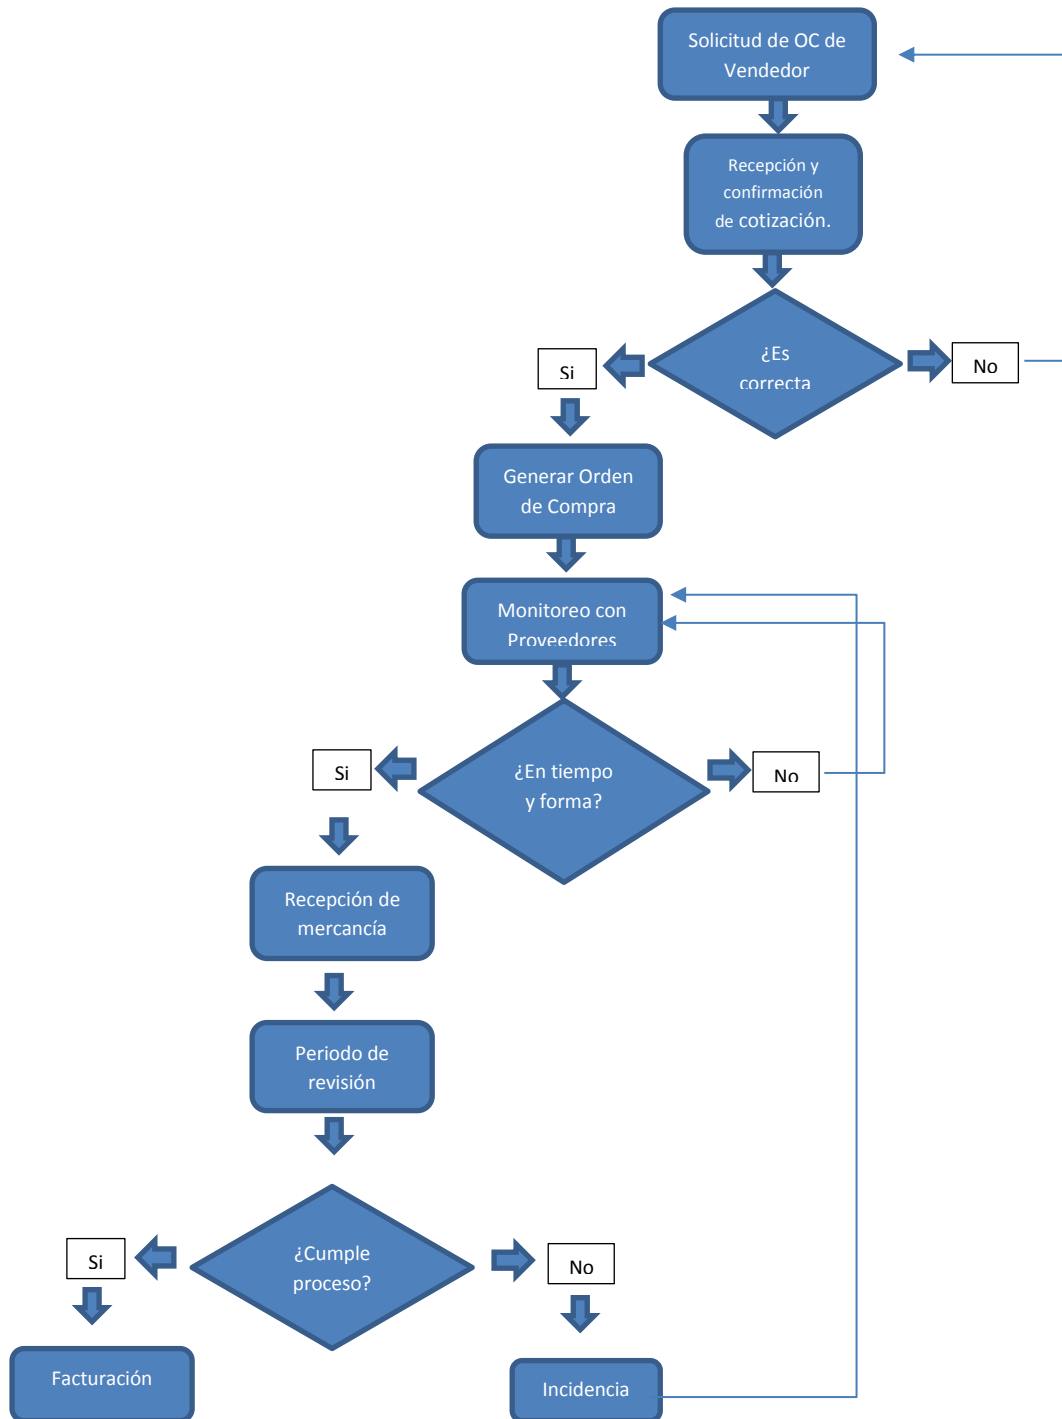 Solicitud de OC de
Vendedor
Recepción y
confirmación
de cotización.
¿Es
correcta
Si
No
Generar Orden
de Compra
Monitoreo con
Proveedores
¿En tiempo
y forma?
Si
No
Recepción de
mercancía
Periodo de
revisión
¿Cumple
proceso?
Si
No
Facturación
Incidencia